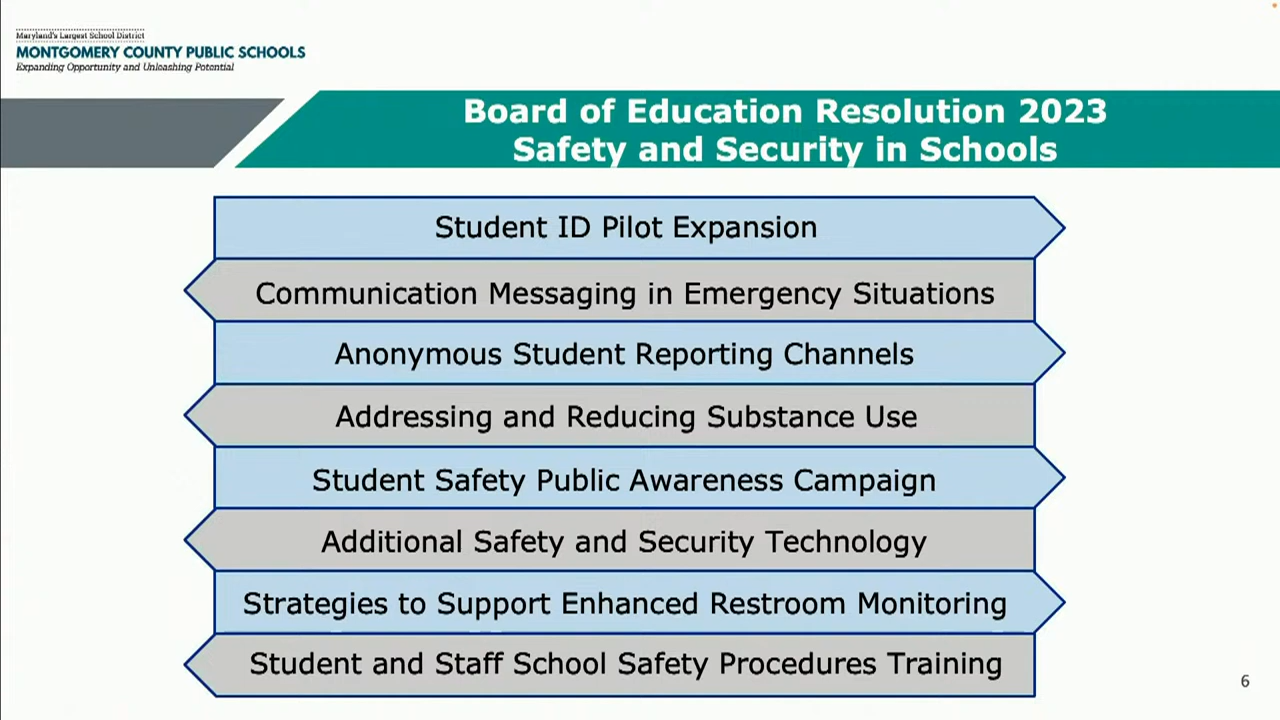 Maryland's Largest School District
MONTGOMERY COUNTY PUBLIC SCHOOLS
Expanding Opportunity and Unleashing Potential
Board of Education Resolution 2023
Safety and Security in Schools
Student ID Pilot Expansion
Communication Messaging in Emergency Situations
Anonymous Student Reporting Channels
Addressing and Reducing Substance Use
Student Safety Public Awareness Campaign
Additional Safety and Security Technology
Strategies to Support Enhanced Restroom Monitoring
Student and Staff School Safety Procedures Training
6